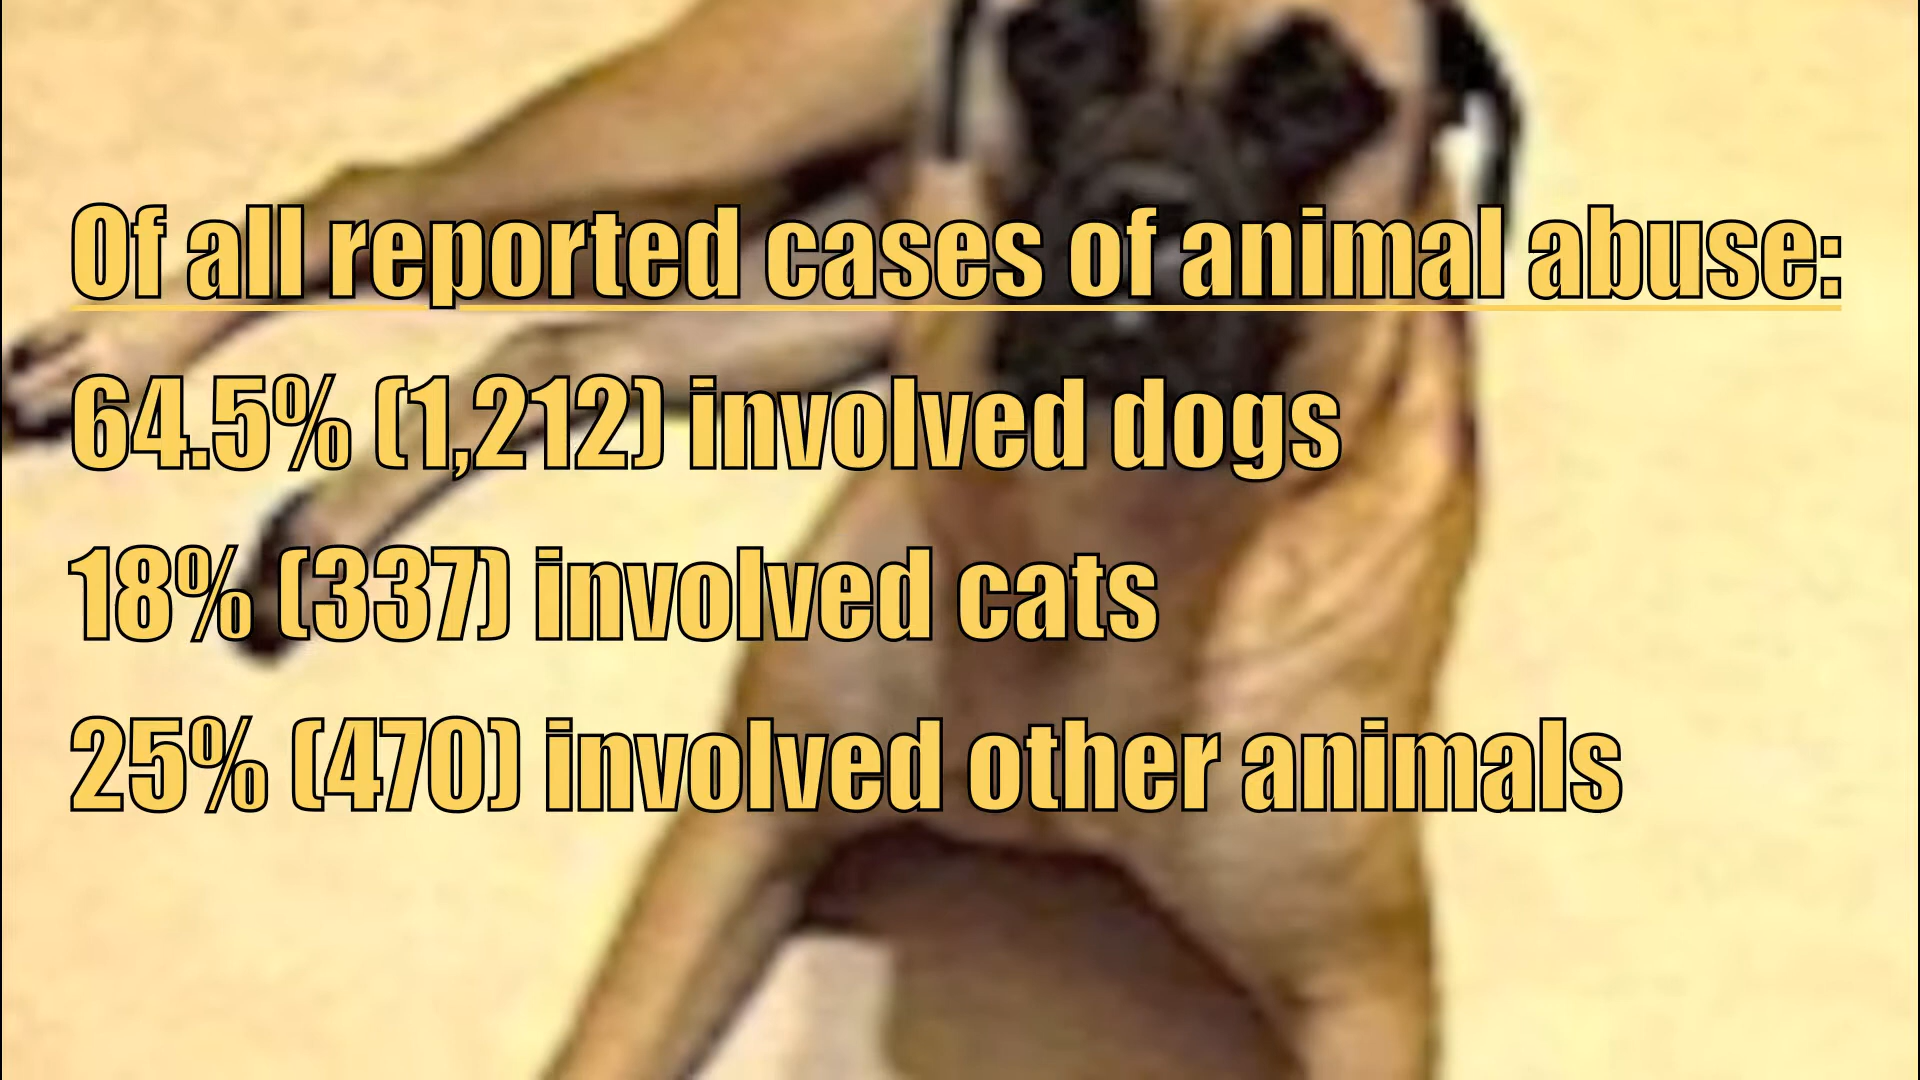 Of all reported cases of animal abuse:
64.5% (1,212) involved dogs
18% (337) involved cats
25% (470) involved other animals